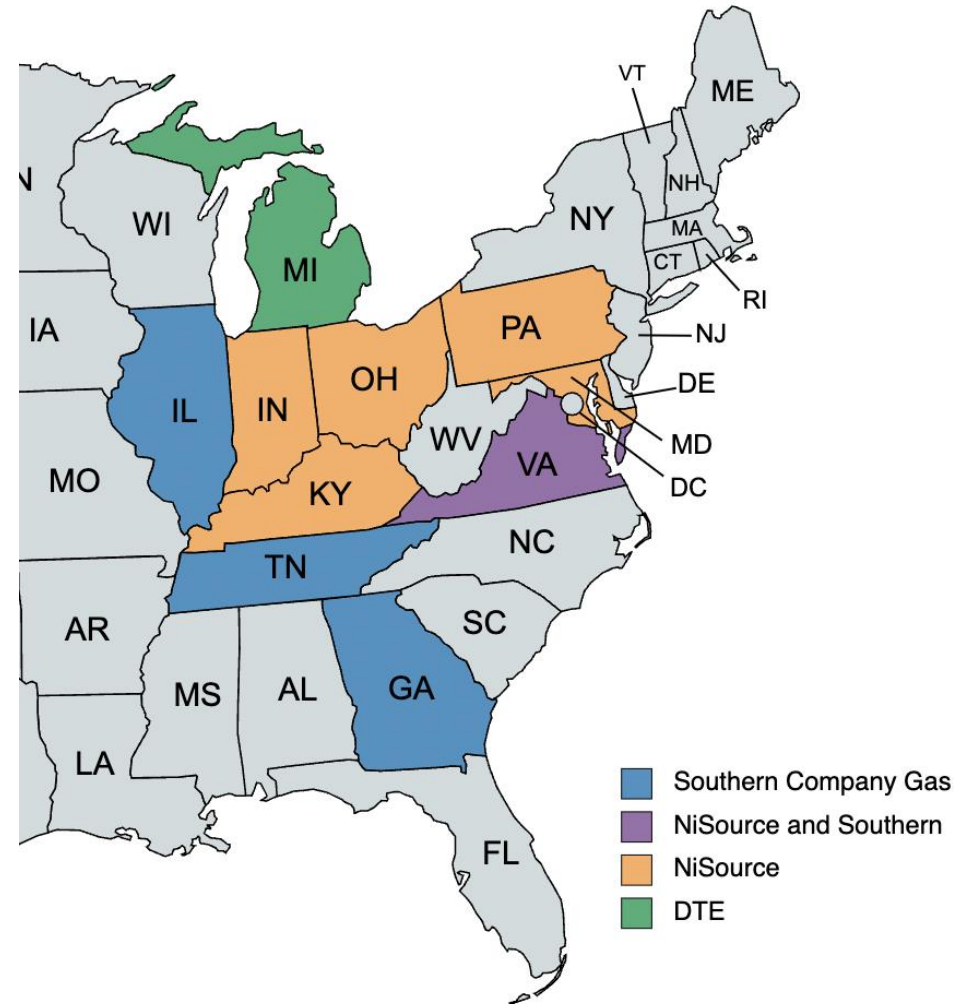 VT
ME
N
WI
NH
NY
MA
MI
CT
RI
IA
PA
NJ
OH
DE
IL
IN
WV
MD
MO
VA
DC
KY
NC
TN
AR
SC
MS
AL
GA
LA
Southern Company Gas
NiSource and Southern
FL
NiSource
DTE